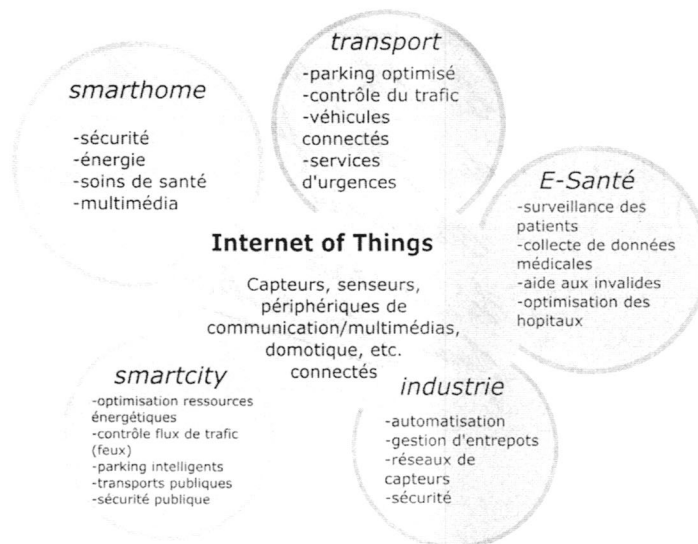 smarthome
-sécurité
-énergie
-soins de santé
-multimédia
transport
-parking optimisé
-contrôle du trafic
-véhicules
connectés
-services
d'urgences
E-Santé
-surveillance des
patients
-collecte de données
médicales
-aide aux invalides
-optimisation des
hopitaux
Internet of Things
Capteurs, senseurs,
périphériques de
communication/multimédias,
domotique, etc.
connectés
smartcity
-optimisation ressources
énergétiques
-contrôle flux de trafic
(feux)
-parking intelligents
-transports publiques
-sécurité publique
industrie
-automatisation
-gestion d'entrepots
-réseaux de
capteurs
-sécurité